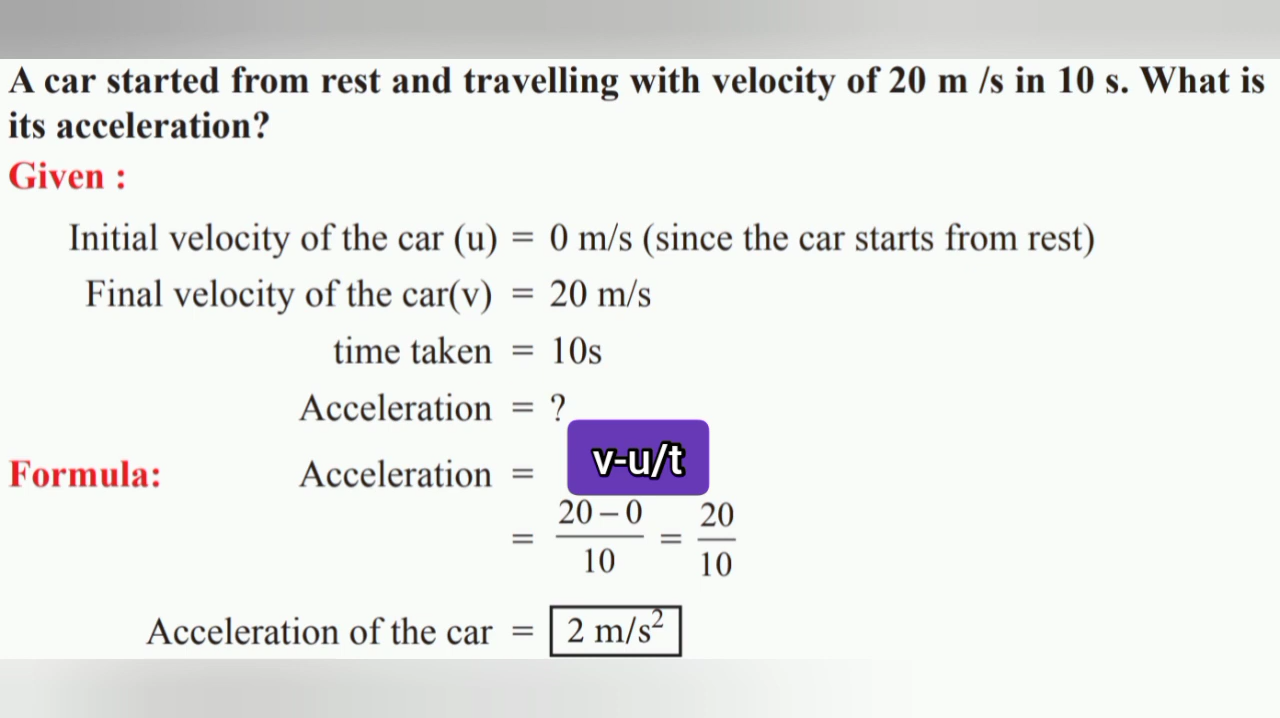 A car started from rest and travelling with velocity of 20 m /s in 10 s. What is
its acceleration?
Given :
Initial velocity of the car (u) = 0 m/s (since the car starts from rest)
Final velocity of the car(v) = 20 m/s
time taken = 10s
Acceleration = ?
Formula: Acceleration = v-u/t
= 20 – 0 / 10 = 20 / 10
Acceleration of the car = 2 m/s²